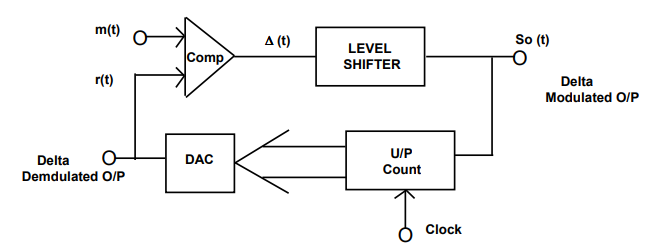 m(t)
Δ (t)
So (t)
Comp
LEVEL
SHIFTER
r(t)
Delta
Modulated O/P
Delta
Demdulated O/P
DAC
U/P
Count
Clock